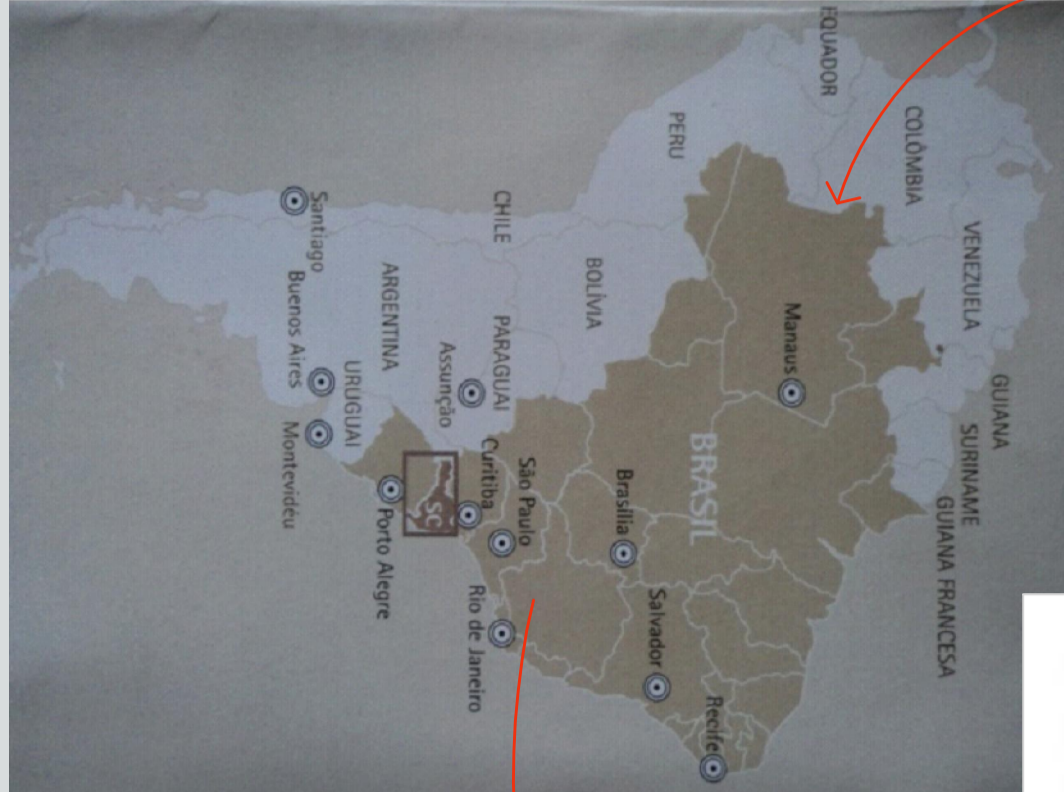 GUIANA
VENEZUELA
SURINAME
GUIANA FRANCESA
COLÔMBIA
EQUADOR
Manaus
Recife
BRASIL
PERU
Salvador
Brasília
BOLÍVIA
São Paulo
CHILE
PARAGUAI
Curitiba
Rio de Janeiro
Assunção
SC
ARGENTINA
Porto Alegre
URUGUAI
Santiago
Buenos Aires
Montevidéu